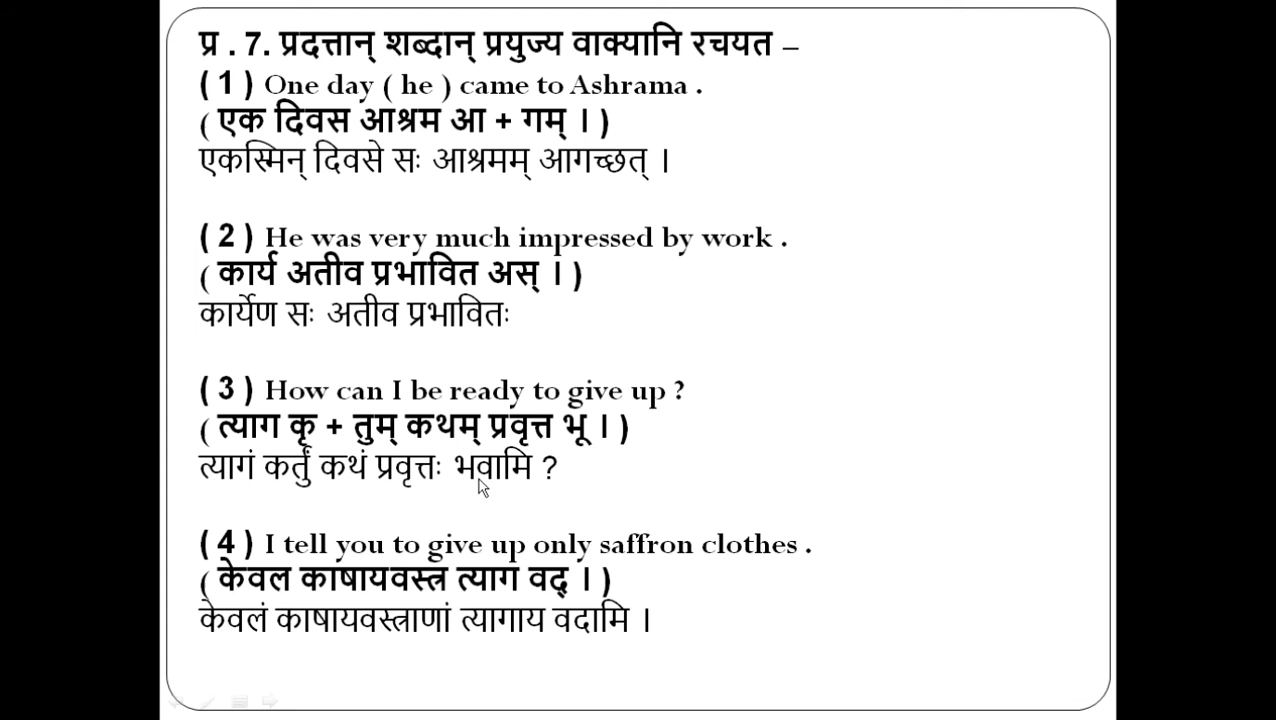 प्र . 7. प्रदत्तान् शब्दान् प्रयुज्य वाक्यानि रचयत –
( 1 ) One day ( he ) came to Ashrama .
( एक दिवस आश्रम आ + गम् । )
एकस्मिन् दिवसे सः आश्रमम् आगच्छत् ।
( 2 ) He was very much impressed by work .
( कार्य अतीव प्रभावित अस् । )
कार्येण सः अतीव प्रभावितः
( 3 ) How can I be ready to give up ?
( त्याग कृ + तुम् कथम् प्रवृत्त भू । )
त्यागं कर्तुं कथं प्रवृत्तः भवामि ?
( 4 ) I tell you to give up only saffron clothes .
( केवल काषायवस्त्र त्याग वद् । )
केवलं काषायवस्त्राणां त्यागाय वदामि ।